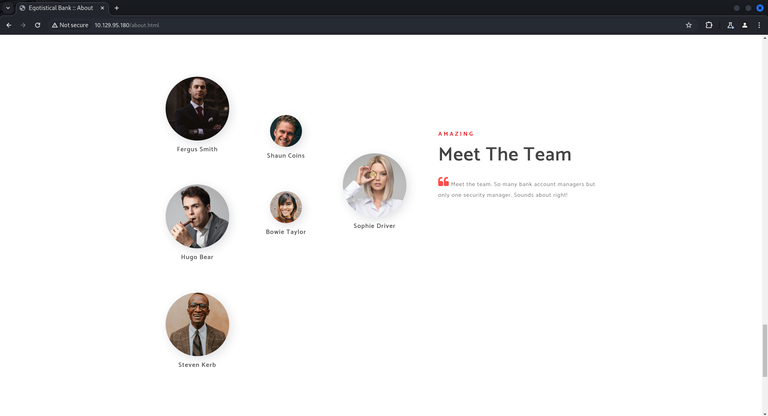 Egotistical Bank :: About
Not secure 10.129.95.180/about.html
Fergus Smith
Shaun Coins
Hugo Bear
Bowie Taylor
Sophie Driver
Steven Kerb
AMAZING
Meet The Team
Meet the team. So many bank account managers but
only one security manager. Sounds about right!